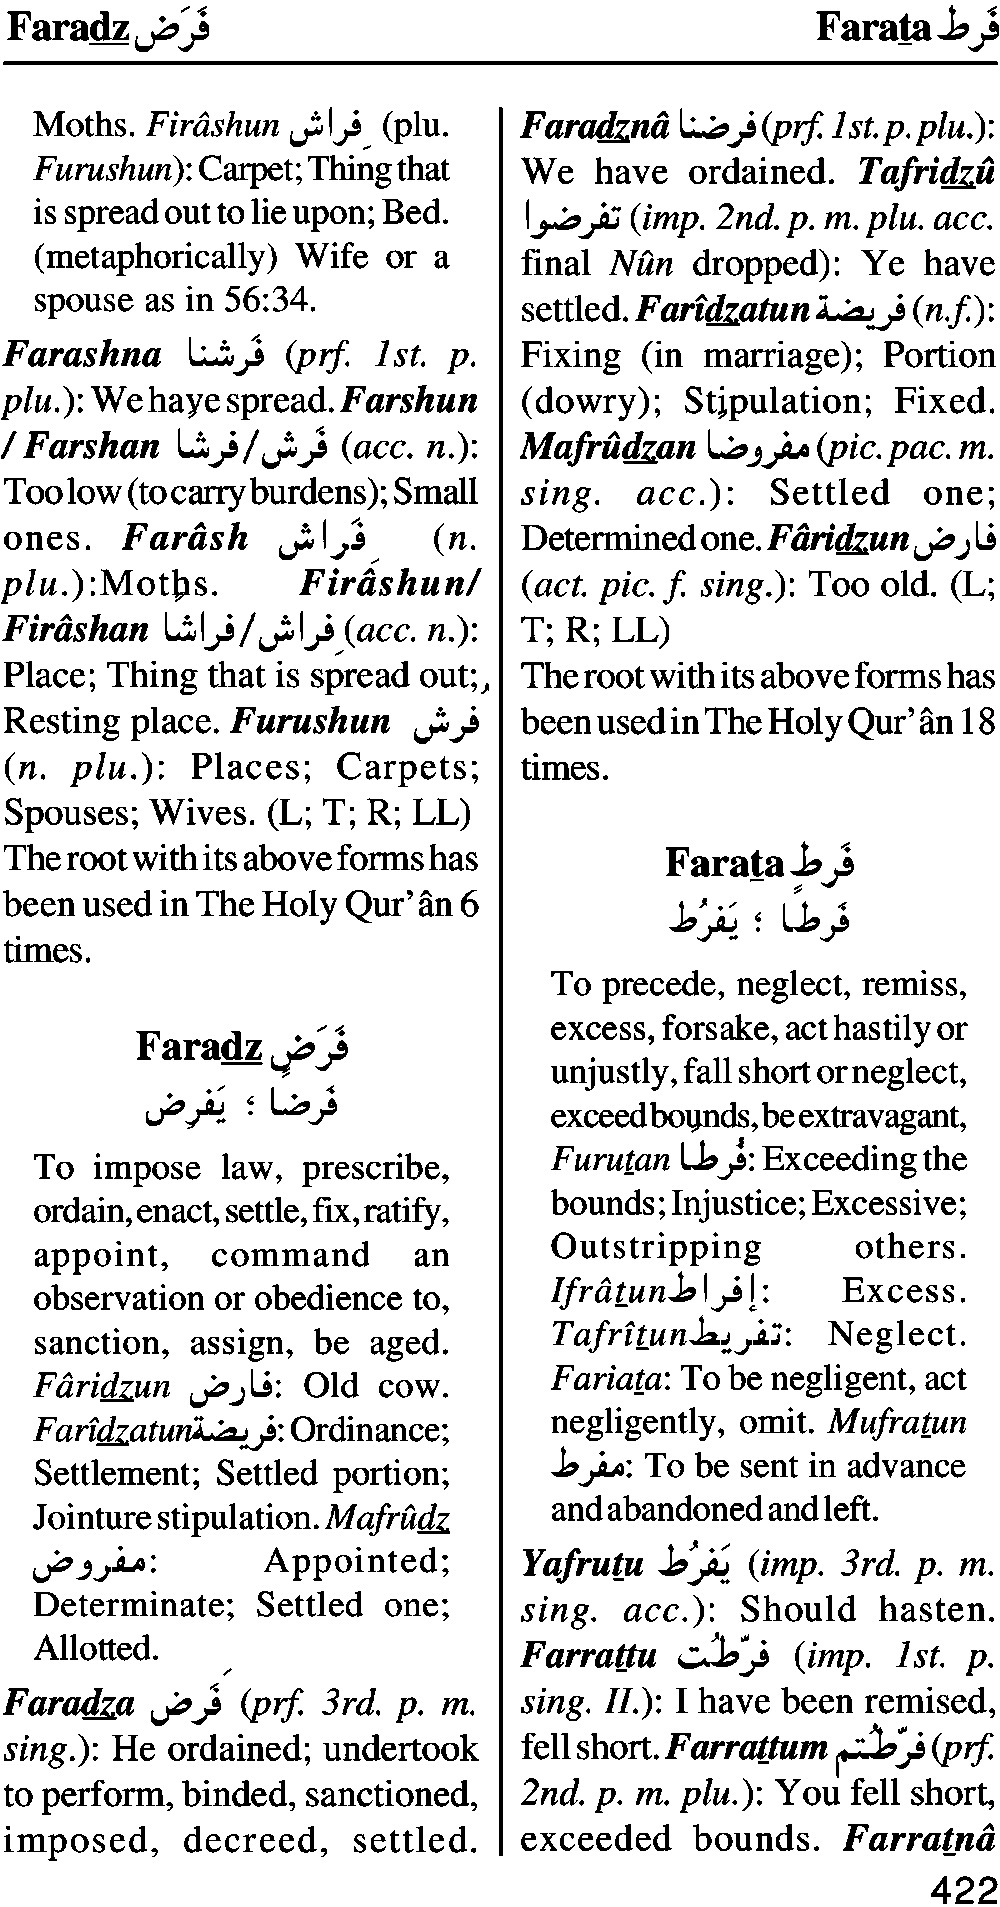 Faradz فَرَض
Farata فَرط
Moths. Firâshun فِراش (plu.
Furushun): Carpet; Thing that
is spread out to lie upon; Bed.
(metaphorically) Wife or a
spouse as in 56:34.
Farashna فَرشنا (prf. 1st. p.
plu.): We have spread. Farshun
/ Farshan فَرش/فرشا (acc. n.):
Too low (to carry burdens); Small
ones. Farâsh فَراش (n.
plu.):Moths. Firâshun/
Firâshan فِراش/فراشا (acc. n.):
Place; Thing that is spread out;
Resting place. Furushun فرش
(n. plu.): Places; Carpets;
Spouses; Wives. (L; T; R; LL)
The root with its above forms has
been used in The Holy Qur’ân 6
times.
Faradz فَرَضٍ
فَرضا ؛ يَفرِض
To impose law, prescribe,
ordain, enact, settle, fix, ratify,
appoint, command an
observation or obedience to,
sanction, assign, be aged.
Fâridzun فارض: Old cow.
Farîdzatun فريضة: Ordinance;
Settlement; Settled portion;
Jointure stipulation. Mafrûdz
مفروض: Appointed;
Determinate; Settled one;
Allotted.
Faradza فَرَض (prf. 3rd. p. m.
sing.): He ordained; undertook
to perform, binded, sanctioned,
imposed, decreed, settled.
Faradznâ فرضنا (prf. 1st. p. plu.):
We have ordained. Tafridzû
تفرضوا (imp. 2nd. p. m. plu. acc.
final Nûn dropped): Ye have
settled. Farîdzatun فريضة (n.f.):
Fixing (in marriage); Portion
(dowry); Stipulation; Fixed.
Mafrûdzan مفروضا (pic. pac. m.
sing. acc.): Settled one;
Determined one. Fâridzun فارض
(act. pic. f. sing.): Too old. (L;
T; R; LL)
The root with its above forms has
been used in The Holy Qur’ân 18
times.
Farata فَرطٍ
فَرطا ؛ يَفرُط
To precede, neglect, remiss,
excess, forsake, act hastily or
unjustly, fall short or neglect,
exceed bounds, be extravagant,
Furutan فُرطا: Exceeding the
bounds; Injustice; Excessive;
Outstripping others.
Ifrâtun إفراط: Excess.
Tafrîtun تفريط: Neglect.
Fariata: To be negligent, act
negligently, omit. Mufratun
مفرط: To be sent in advance
and abandoned and left.
Yafrutu يَفرُط (imp. 3rd. p. m.
sing. acc.): Should hasten.
Farrattu فرّطتُ (imp. 1st. p.
sing. II.): I have been remised,
fell short. Farrattum فرّطتُم (prf.
2nd. p. m. plu.): You fell short,
exceeded bounds. Farratnâ
422